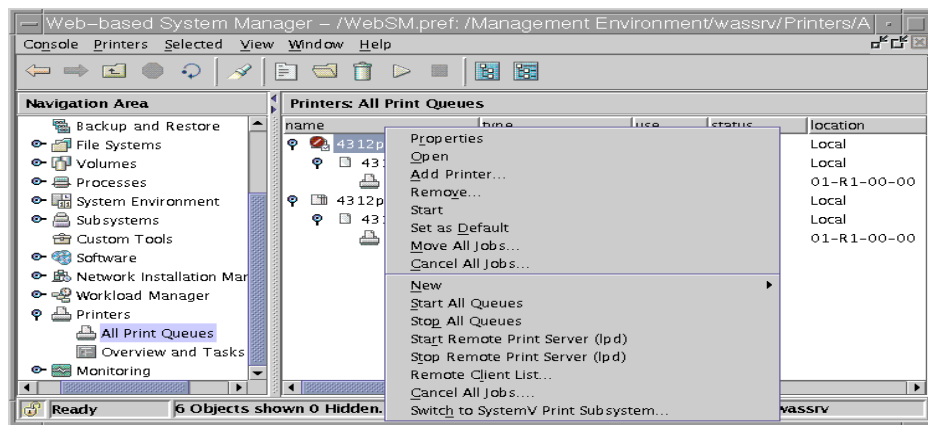 Web-based System Manager - /WebSM.pref: /Management Environment/wassrv/Printers/A
Console Printers Selected View Window Help
Navigation Area
Backup and Restore
File Systems
Volumes
Processes
System Environment
Subsystems
Custom Tools
Software
Network Installation Mar
Workload Manager
Printers
All Print Queues
Overview and Tasks
Monitoring
Printers: All Print Queues
name type use status location
4312p Local
431 Local
01-R1-00-00
4312p Local
431 Local
01-R1-00-00
Properties
Open
Add Printer...
Remove...
Start
Set as Default
Move All Jobs...
Cancel All Jobs...
New
Start All Queues
Stop All Queues
Start Remote Print Server (lpd)
Stop Remote Print Server (lpd)
Remote Client List...
Cancel All Jobs....
Switch to SystemV Print Subsystem...
Ready 6 Objects shown 0 Hidden. wassrv